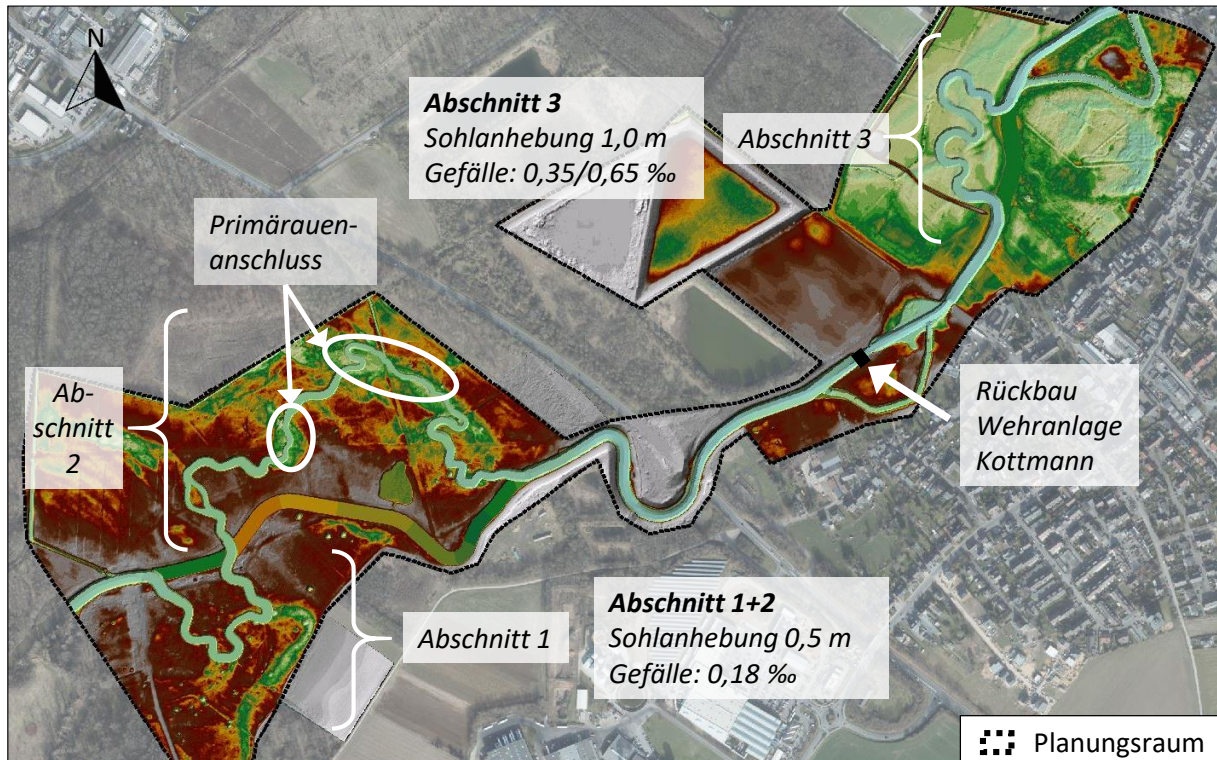 N
Abschnitt 3
Sohlanhebung 1,0 m
Gefälle: 0,35/0,65 ‰
Abschnitt 3
Primärauen-
anschluss
Ab-
schnitt
2
Rückbau
Wehranlage
Kottmann
Abschnitt 1
Abschnitt 1+2
Sohlanhebung 0,5 m
Gefälle: 0,18 ‰
Planungsraum